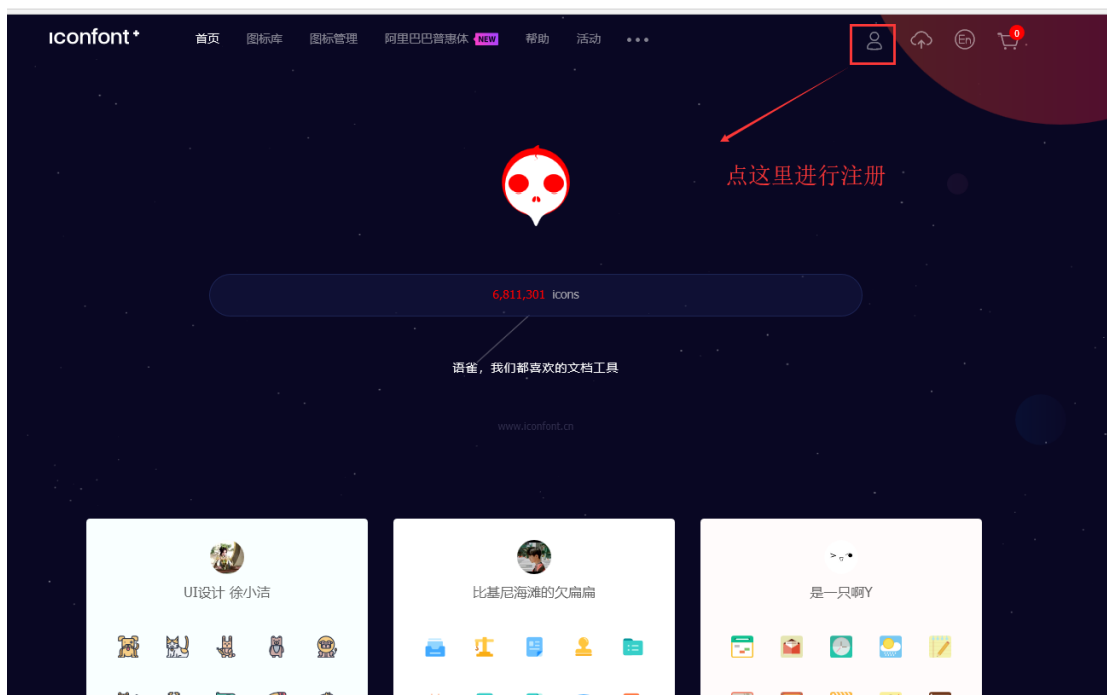 ıconfont+
首页 图标库 图标管理 阿里巴巴普惠体 NEW 帮助 活动 •••
En 0
点这里进行注册
6,811,301 icons
语雀，我们都喜欢的文档工具
www.iconfont.cn
UI设计 徐小洁 比基尼海滩的欠扁扁 是一只啊Y